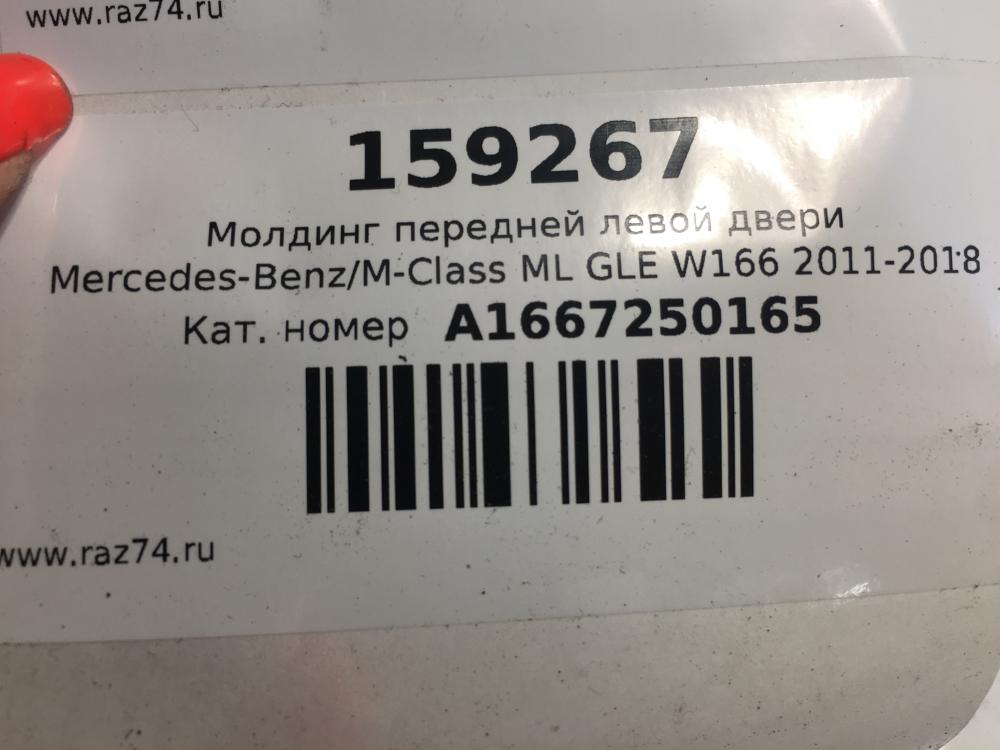 www.raz74.ru
159267
Молдинг передней левой двери
Mercedes-Benz/M-Class ML GLE W166 2011-2018
Кат. номер A1667250165
www.raz74.ru